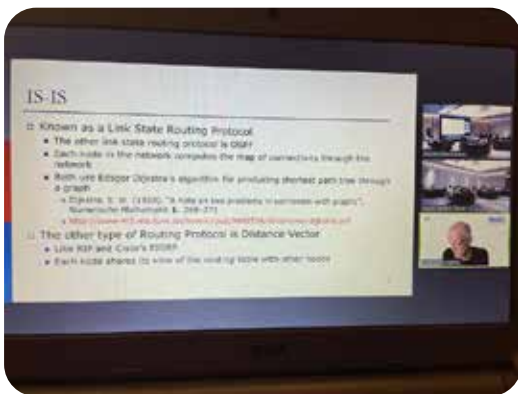 IS-IS
Known as a Link State Routing Protocol
The other link state routing protocol is OSPF
Each node in the network computes the map of connectivity through the
network
Both use Edsger Dijkstra's algorithm for producing shortest path tree through
a graph
Dijkstra, E. W. (1959). "A note on two problems in connexion with graphs".
Numerische Mathematik 1: 269-271
The other type of Routing Protocol is Distance Vector
Like RIP and Cisco's EIGRP
Each node shares its view of the routing table with other nodes